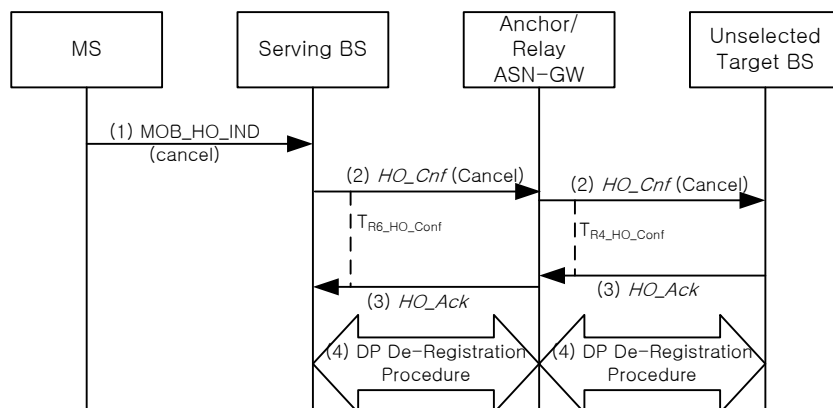 MS
Serving BS
Anchor/
Relay
ASN-GW
Unselected
Target BS
(1) MOB_HO_IND
(cancel)
(2) HO_Cnf (Cancel)
(2) HO_Cnf (Cancel)
TR6_HO_Conf
TR4_HO_Conf
(3) HO_Ack
(3) HO_Ack
(4) DP De-Registration
Procedure
(4) DP De-Registration
Procedure